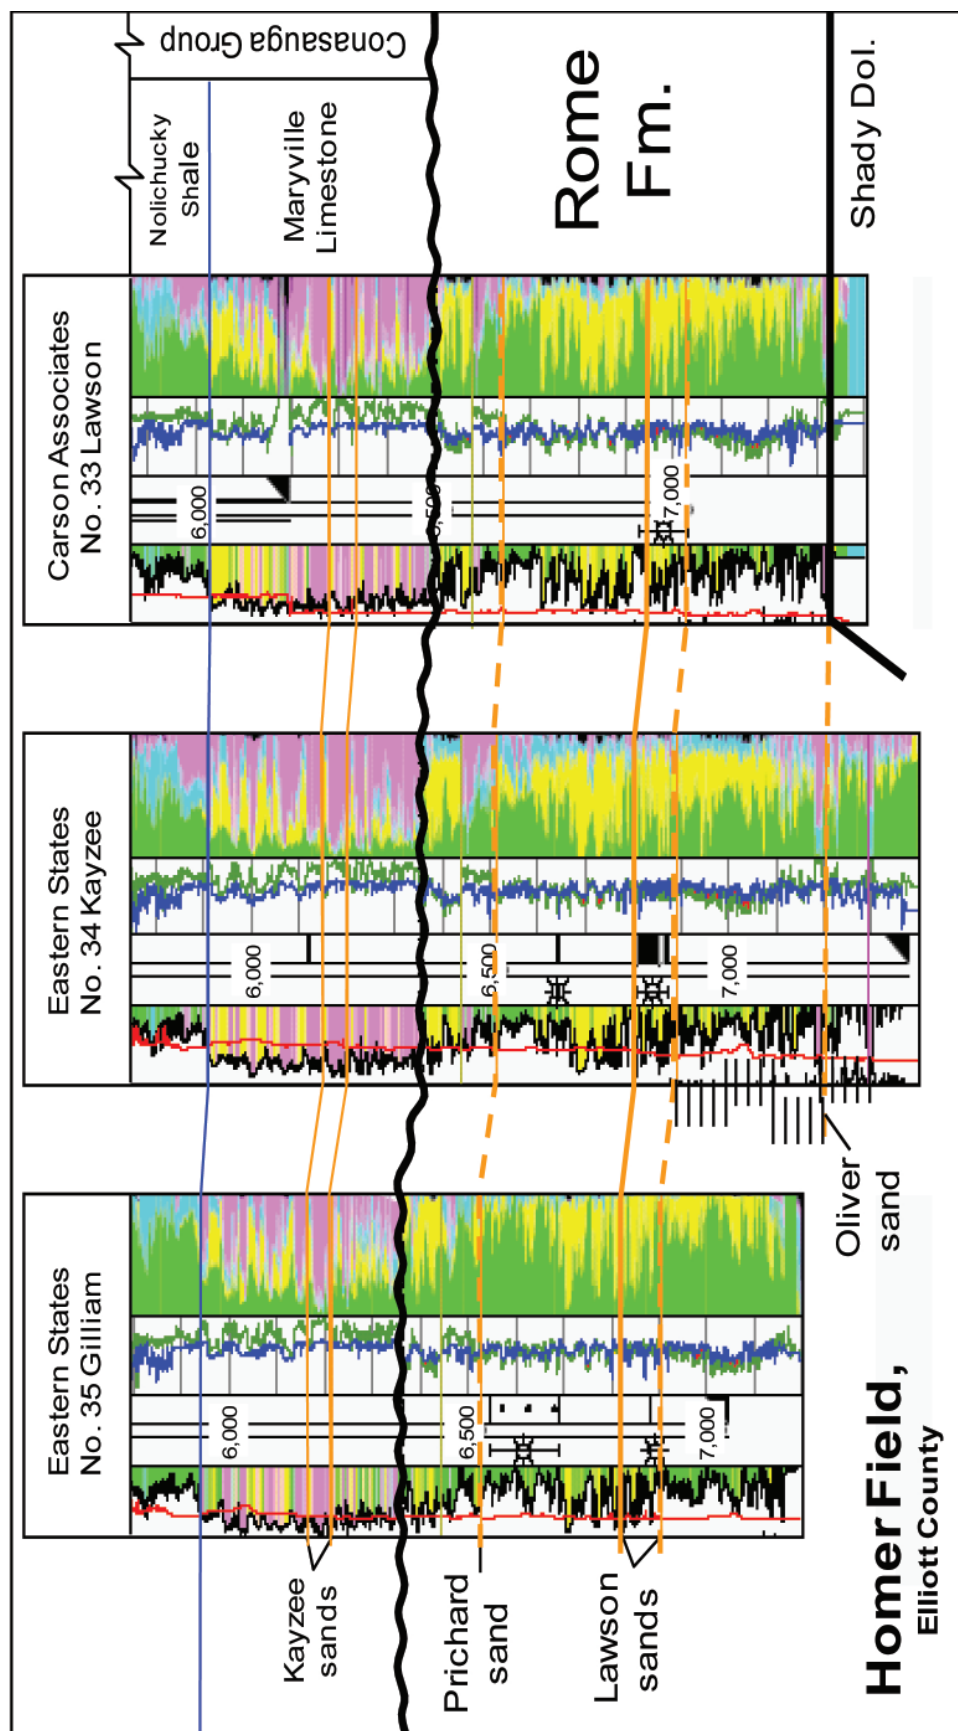 Eastern States
No. 35 Gilliam
Eastern States
No. 34 Kayzee
Carson Associates
No. 33 Lawson
Conasauga Group
Nolichucky
Shale
Maryville
Limestone
Rome
Fm.
Shady Dol.
6,000
6,500
7,000
6,000
6,500
7,000
6,000
6,500
7,000
Kayzee
sands
Prichard
sand
Lawson
sands
Oliver
sand
Homer Field,
Elliott County